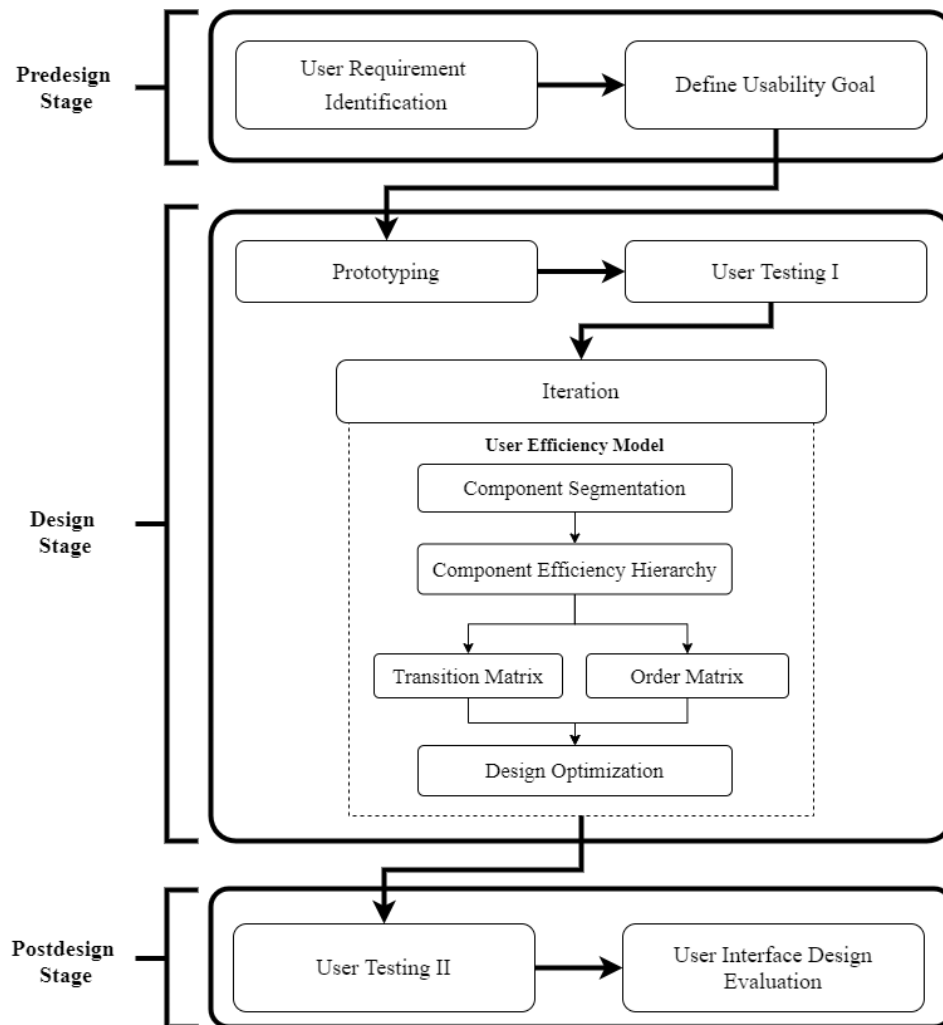 Predesign
Stage
User Requirement
Identification
Define Usability Goal
Design
Stage
Prototyping
User Testing I
Iteration
User Efficiency Model
Component Segmentation
Component Efficiency Hierarchy
Transition Matrix
Order Matrix
Design Optimization
Postdesign
Stage
User Testing II
User Interface Design
Evaluation